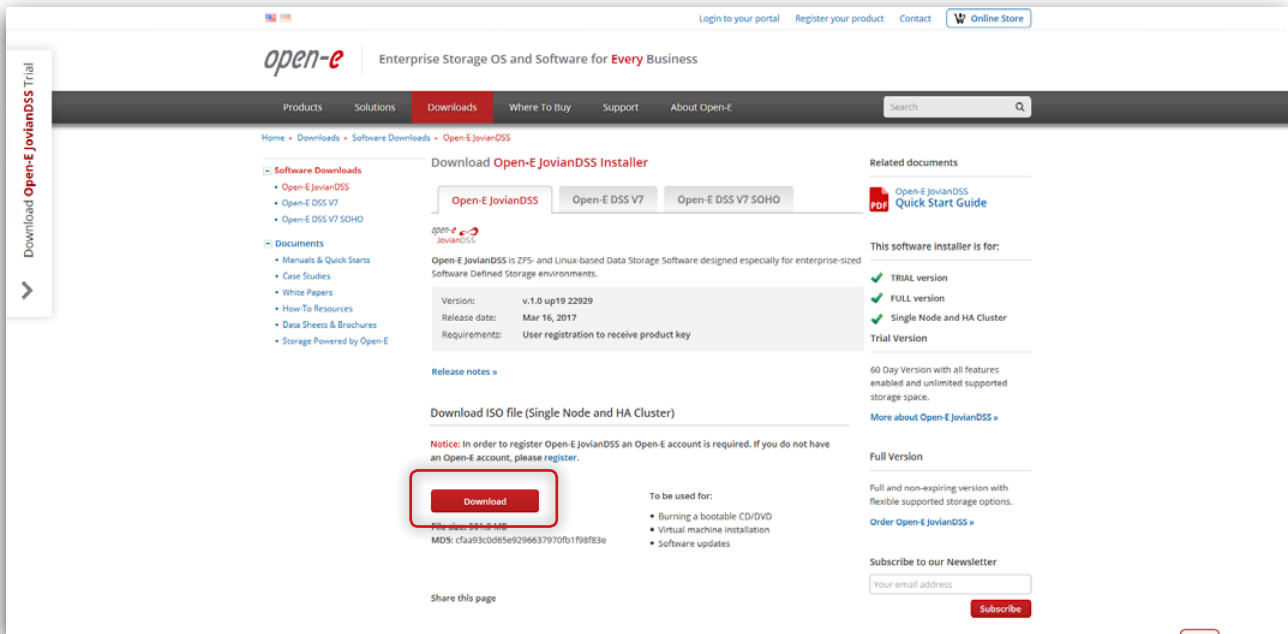 Login to your portal Register your product Contact Online Store
open-e Enterprise Storage OS and Software for Every Business
Download Open-E JovianDSS Trial
Products Solutions Downloads Where To Buy Support About Open-E Search
Home » Downloads » Software Downloads » Open-E JovianDSS
Software Downloads
• Open-E JovianDSS
• Open-E DSS V7
• Open-E DSS V7 SOHO
Documents
• Manuals & Quick Starts
• Case Studies
• White Papers
• How-To Resources
• Data Sheets & Brochures
• Storage Powered by Open-E
Download Open-E JovianDSS Installer
Open-E JovianDSS Open-E DSS V7 Open-E DSS V7 SOHO
open-e
JovianDSS
Open-E JovianDSS is ZFS- and Linux-based Data Storage Software designed especially for enterprise-sized
Software Defined Storage environments.
Version: v.1.0 up19 22929
Release date: Mar 16, 2017
Requirements: User registration to receive product key
Release notes »
Download ISO file (Single Node and HA Cluster)
Notice: In order to register Open-E JovianDSS an Open-E account is required. If you do not have
an Open-E account, please register.
Download
MD5: cfaa93c0d65e9296637970fb1f98f83e
To be used for:
• Burning a bootable CD/DVD
• Virtual machine installation
• Software updates
Share this page
Related documents
PDF
Open-E JovianDSS
Quick Start Guide
This software installer is for:
TRIAL version
FULL version
Single Node and HA Cluster
Trial Version
60 Day Version with all features
enabled and unlimited supported
storage space.
More about Open-E JovianDSS »
Full Version
Full and non-expiring version with
flexible supported storage options.
Order Open-E JovianDSS »
Subscribe to our Newsletter
Your email address
Subscribe